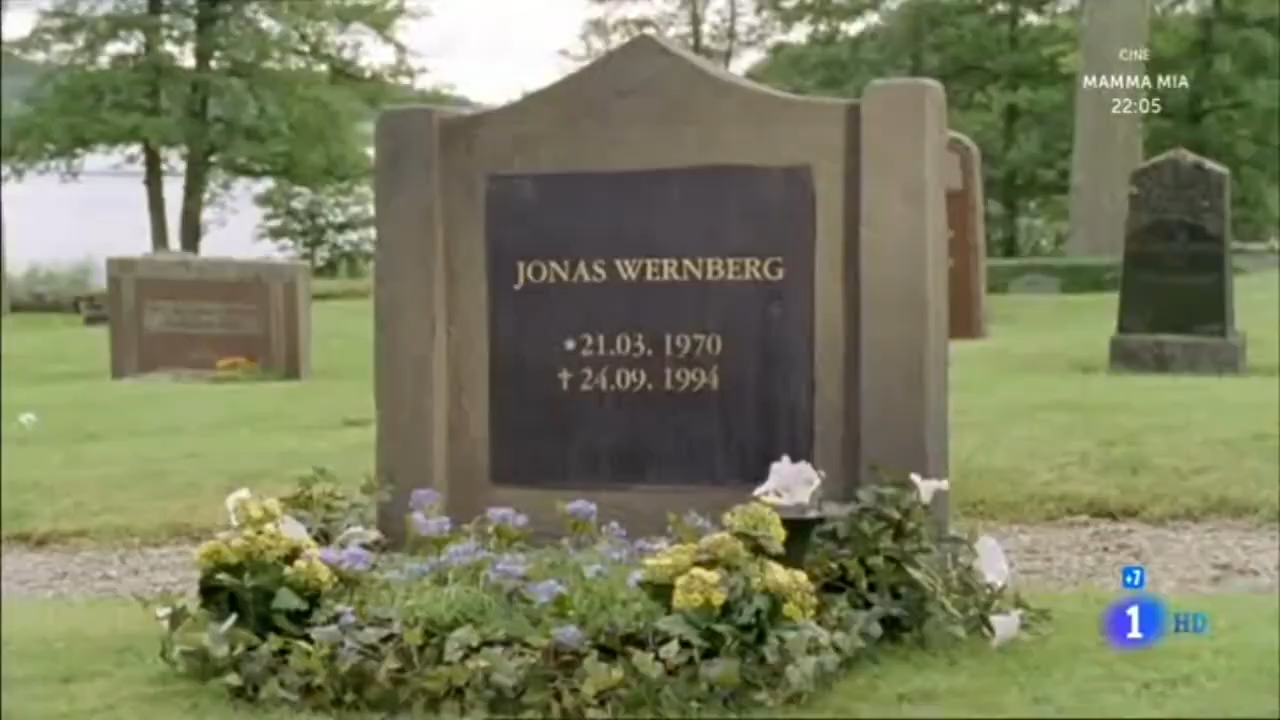 CINE
MAMMA MIA
22:05
JONAS WERNBERG
*21.03. 1970
† 24.09. 1994
+7
1 HD